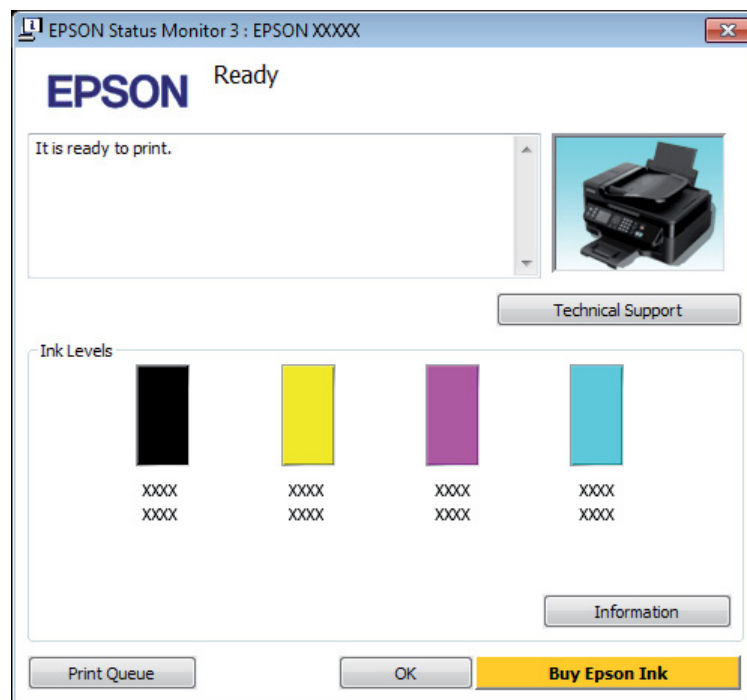 EPSON Status Monitor 3 : EPSON XXXXX
EPSON
Ready
It is ready to print.
Technical Support
Ink Levels
XXXX XXXX XXXX XXXX
XXXX XXXX XXXX XXXX
Information
Print Queue OK Buy Epson Ink